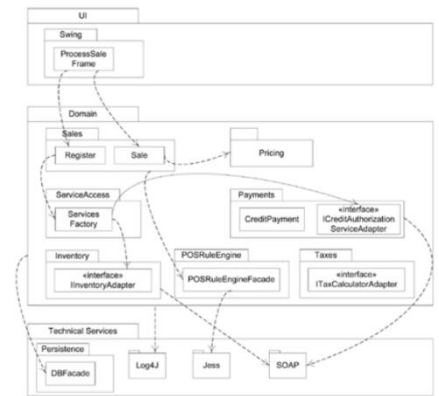 UI
Swing
ProcessSale
Frame
Domain
Sales
Register
Sale
Pricing
ServiceAccess
Services
Factory
Payments
CreditPayment
«interface»
ICreditAuthorization
ServiceAdapter
Inventory
«interface»
IInventoryAdapter
POSRuleEngine
POSRuleEngineFacade
Taxes
«interface»
ITaxCalculatorAdapter
Technical Services
Persistence
DBFacade
Log4J
Jess
SOAP